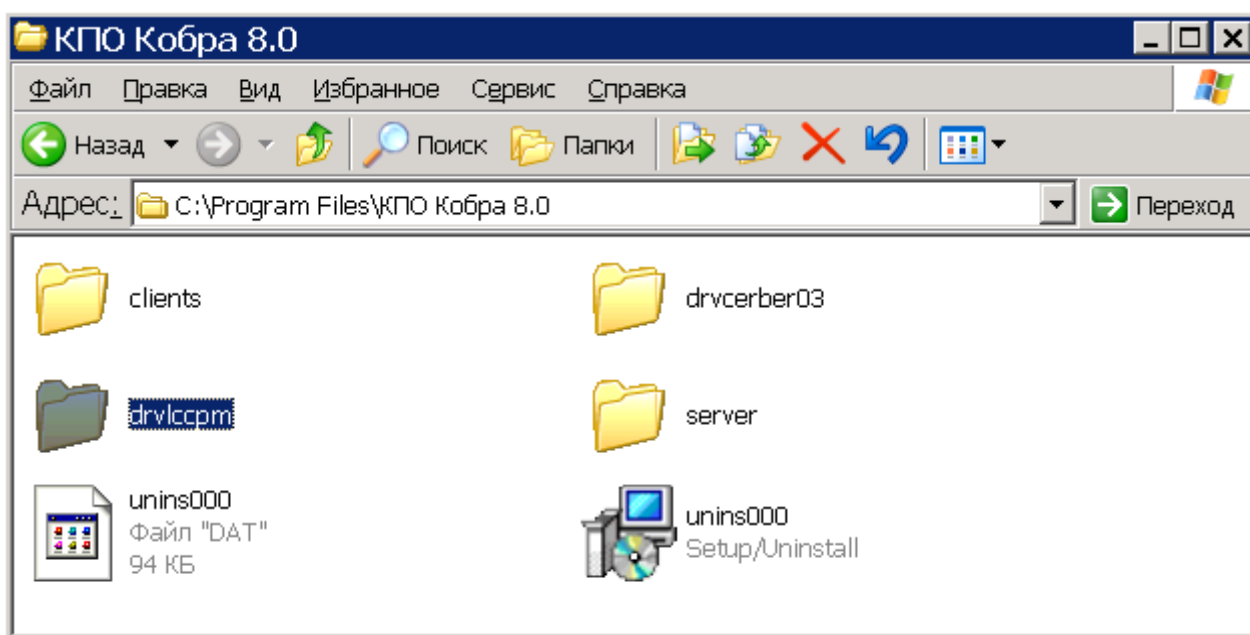 КПО Кобра 8.0
Файл Правка Вид Избранное Сервис Справка
Назад Поиск Папки
Адрес: C:\Program Files\КПО Кобра 8.0 Переход
clients drvcerber03
drvlccpm server
unins000
Файл "DAT"
94 КБ
unins000
Setup/Uninstall